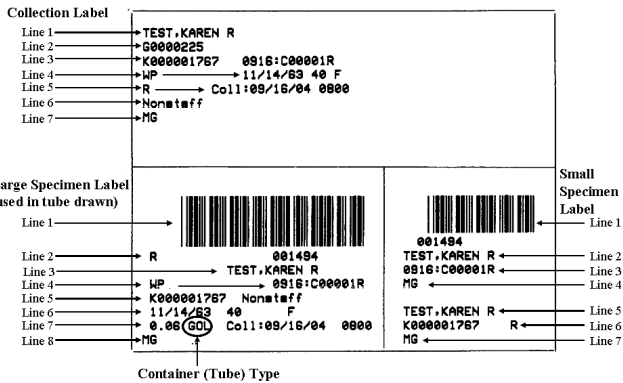 Collection Label
Line 1 TEST,KAREN R
Line 2 G0000225
Line 3 K000001767 0916:C00001R
Line 4 WP 11/14/63 40 F
Line 5 R Coll:09/16/04 0800
Line 6 Nonstaff
Line 7 MG
arge Specimen Label
used in tube drawn)
Line 1
Line 2 R 001494
Line 3 TEST,KAREN R
Line 4 WP 0916:C00001R
Line 5 K000001767 Nonstaff
Line 6 11/14/63 40 F
Line 7 0.06 GOL Coll:09/16/04 0800
Line 8 MG
Container (Tube) Type
Small
Specimen
Label
Line 1
001494
TEST,KAREN R Line 2
0916:C00001R Line 3
MG Line 4
TEST,KAREN R Line 5
K000001767 R Line 6
MG Line 7